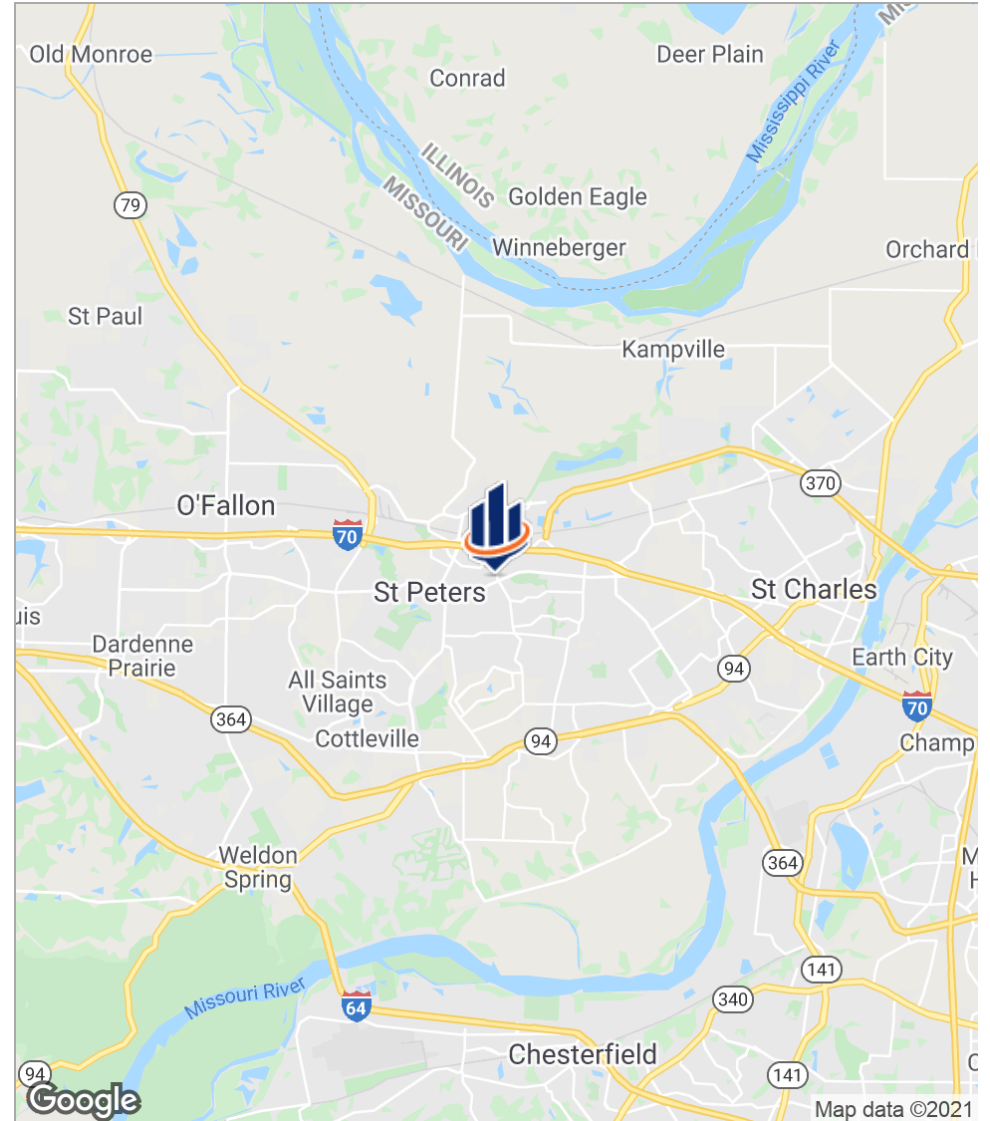 Old Monroe
Deer Plain
Conrad
Mississippi River
ILLINOIS
MISSOURI
79
Golden Eagle
Winneberger
Orchard
St Paul
Kampville
370
O'Fallon
70
St Peters
St Charles
Dardenne
Prairie
94
Earth City
All Saints
Village
364
70
Cottleville
94
Champ
Weldon
Spring
364
141
Missouri River
340
64
Chesterfield
94
141
Google
Map data ©2021